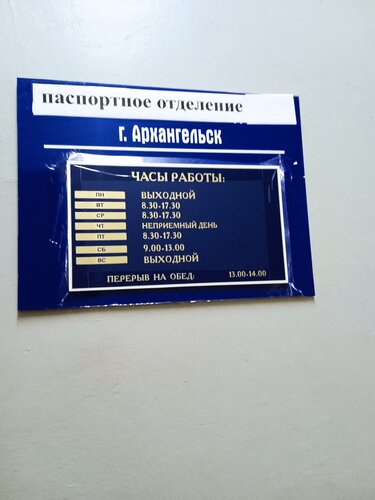 паспортное отделение
г. Архангельск
ЧАСЫ РАБОТЫ:
ПН ВЫХОДНОЙ
ВТ 8.30-17.30
СР 8.30-17.30
ЧТ НЕПРИЕМНЫЙ ДЕНЬ
ПТ 8.30-17.30
СБ 9.00-13.00
ВС ВЫХОДНОЙ
ПЕРЕРЫВ НА ОБЕД: 13.00-14.00